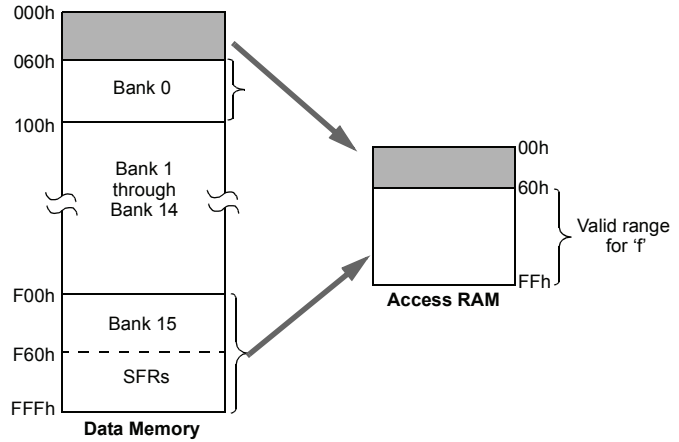 000h
060h
Bank 0
100h
Bank 1
through
Bank 14
F00h
Bank 15
F60h
SFRs
FFFh
Data Memory
00h
60h
Valid range
for ‘f’
FFh
Access RAM